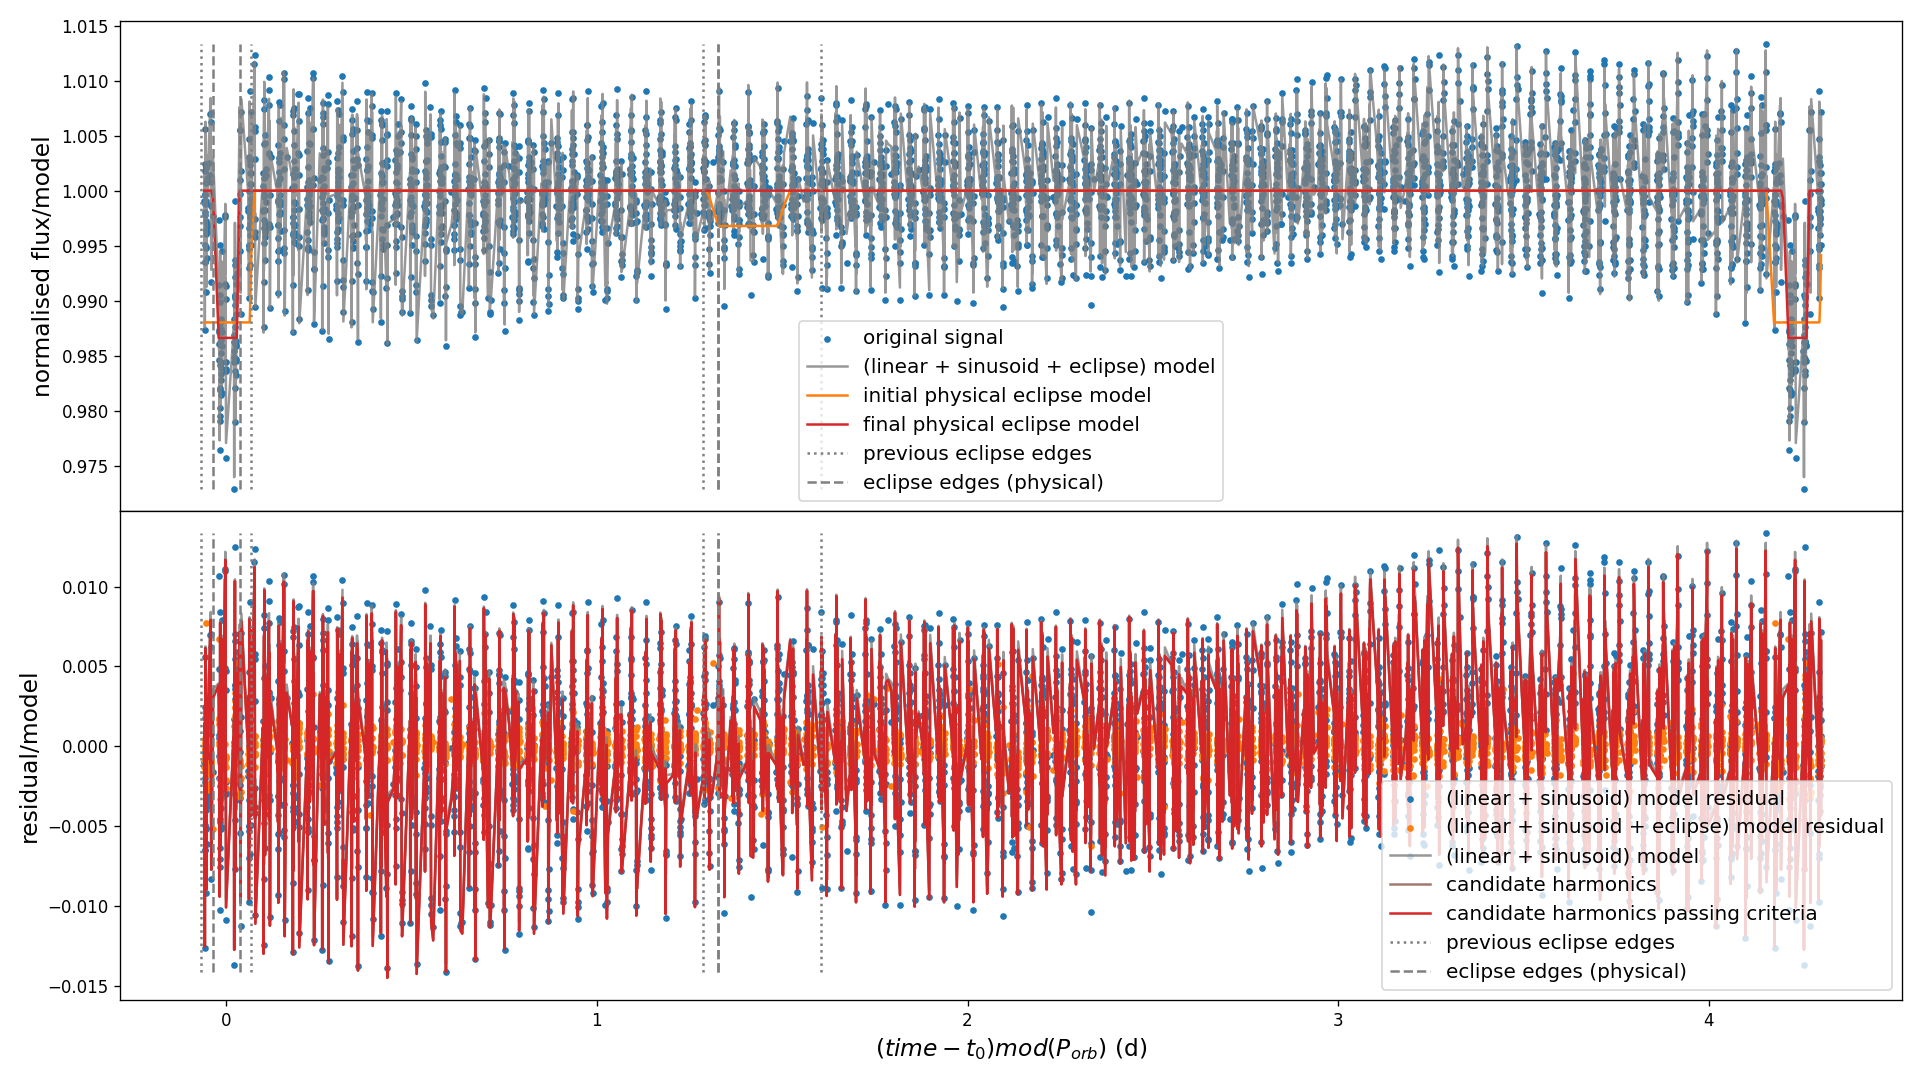 normalised flux/model
1.015
1.010
1.005
1.000
0.995
0.990
0.985
0.980
0.975
original signal
(linear + sinusoid + eclipse) model
initial physical eclipse model
final physical eclipse model
previous eclipse edges
eclipse edges (physical)
residual/model
0.010
0.005
0.000
−0.005
−0.010
−0.015
(linear + sinusoid) model residual
(linear + sinusoid + eclipse) model residual
(linear + sinusoid) model
candidate harmonics
candidate harmonics passing criteria
previous eclipse edges
eclipse edges (physical)
0 1 2 3 4
(time − t₀)mod(Pₒᵣb) (d)